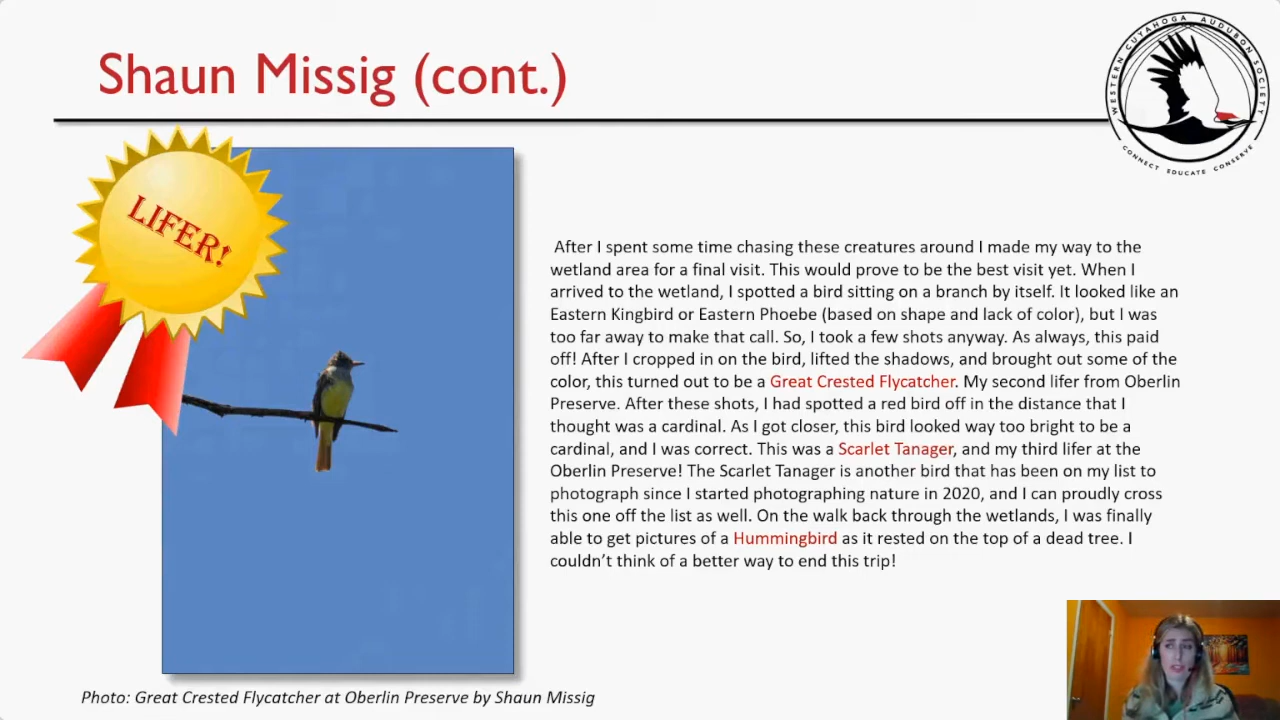 Shaun Missig (cont.)
WESTERN CUYAHOGA AUDUBON SOCIETY
CONNECT EDUCATE CONSERVE
LIFER!
After I spent some time chasing these creatures around I made my way to the
wetland area for a final visit. This would prove to be the best visit yet. When I
arrived to the wetland, I spotted a bird sitting on a branch by itself. It looked like an
Eastern Kingbird or Eastern Phoebe (based on shape and lack of color), but I was
too far away to make that call. So, I took a few shots anyway. As always, this paid
off! After I cropped in on the bird, lifted the shadows, and brought out some of the
color, this turned out to be a Great Crested Flycatcher. My second lifer from Oberlin
Preserve. After these shots, I had spotted a red bird off in the distance that I
thought was a cardinal. As I got closer, this bird looked way too bright to be a
cardinal, and I was correct. This was a Scarlet Tanager, and my third lifer at the
Oberlin Preserve! The Scarlet Tanager is another bird that has been on my list to
photograph since I started photographing nature in 2020, and I can proudly cross
this one off the list as well. On the walk back through the wetlands, I was finally
able to get pictures of a Hummingbird as it rested on the top of a dead tree. I
couldn’t think of a better way to end this trip!
Photo: Great Crested Flycatcher at Oberlin Preserve by Shaun Missig